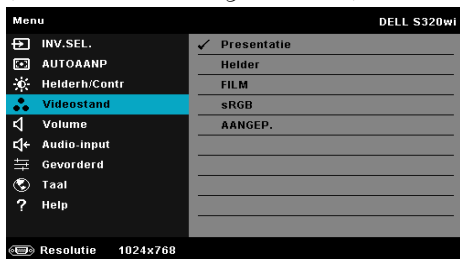 Menu DELL S320wi
INV.SEL.
AUTOAANP
Helderh/Contr
Videostand
Volume
Audio-input
Gevorderd
Taal
Help
Presentatie
Helder
FILM
sRGB
AANGEP.
Resolutie 1024x768